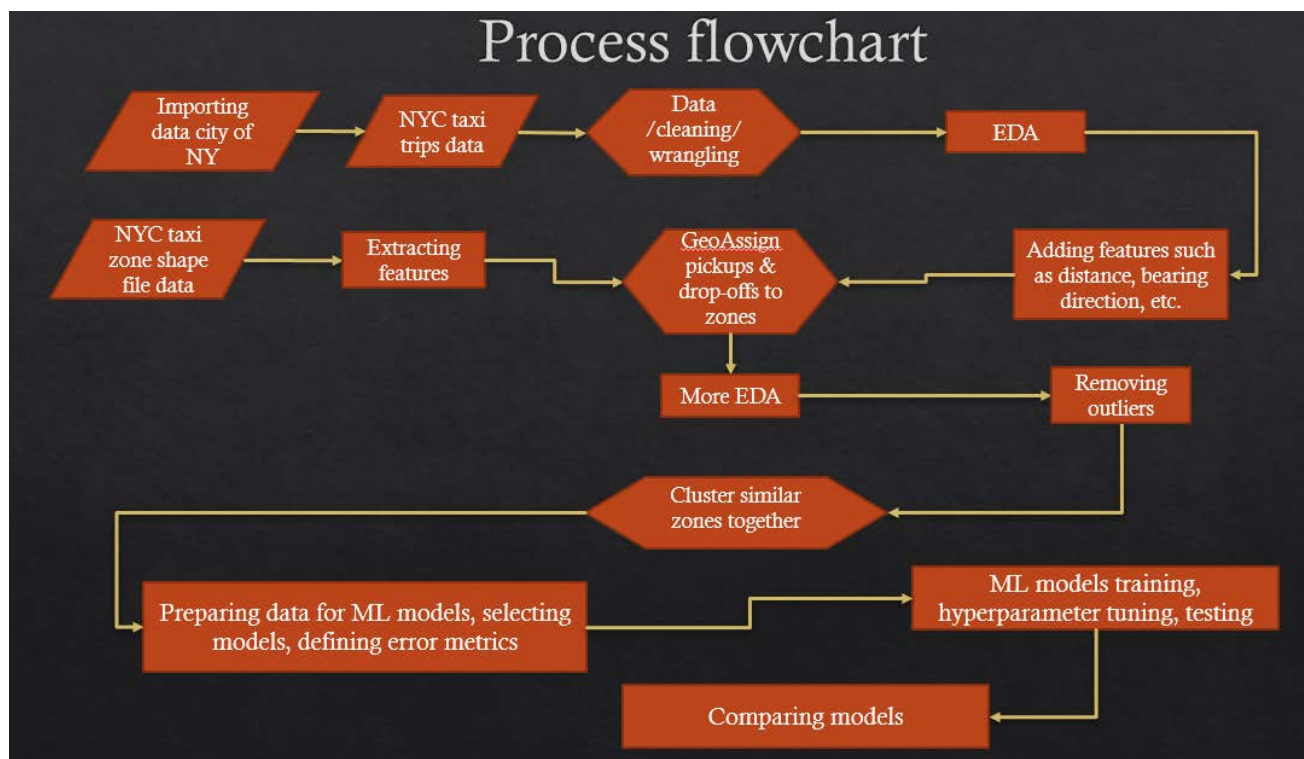 Process flowchart
Importing
data city of
NY
NYC taxi
trips data
Data
/cleaning/
wrangling
EDA
NYC taxi
zone shape
file data
Extracting
features
GeoAssign
pickups &
drop-offs to
zones
Adding features such
as distance, bearing
direction, etc.
More EDA
Removing
outliers
Cluster similar
zones together
Preparing data for ML models, selecting
models, defining error metrics
ML models training,
hyperparameter tuning, testing
Comparing models